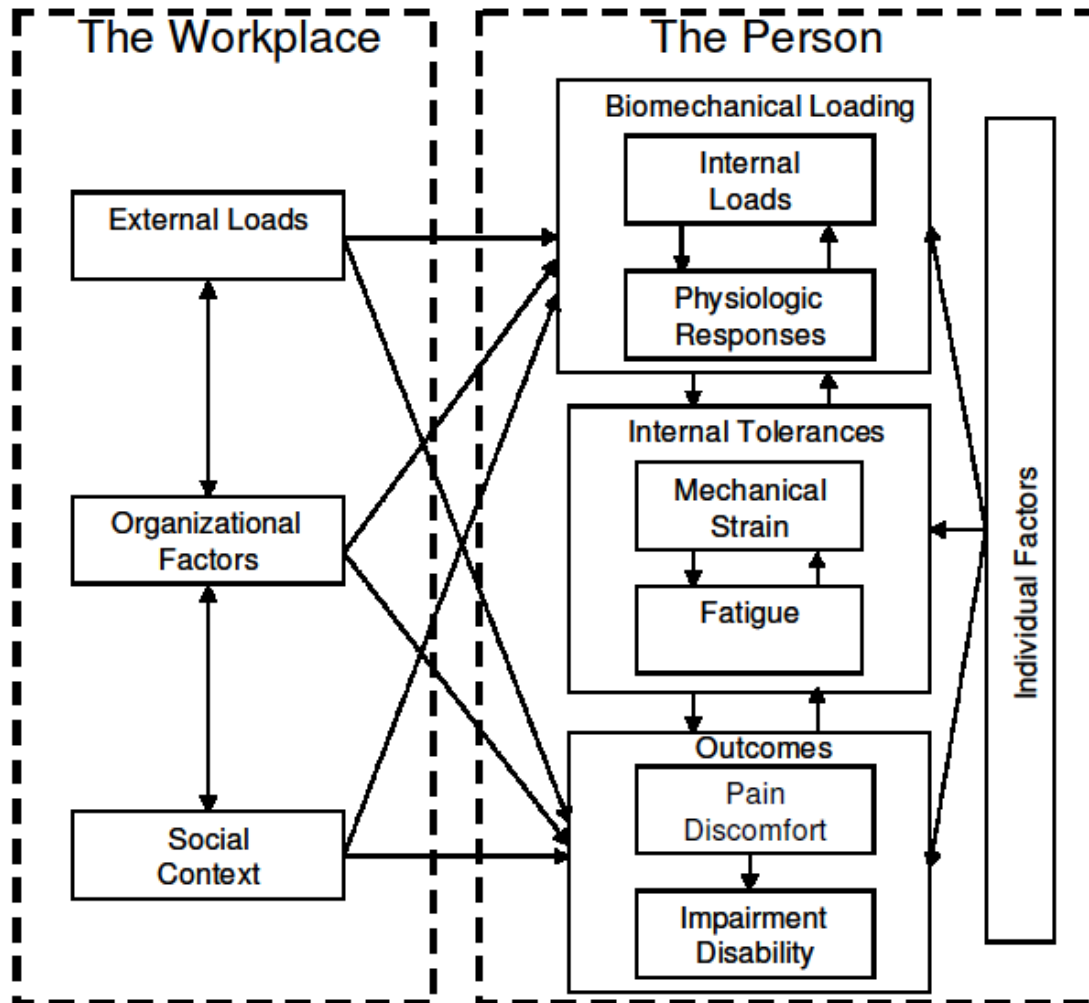 The Workplace
The Person
External Loads
Organizational
Factors
Social
Context
Biomechanical Loading
Internal
Loads
Physiologic
Responses
Internal Tolerances
Mechanical
Strain
Fatigue
Outcomes
Pain
Discomfort
Impairment
Disability
Individual Factors